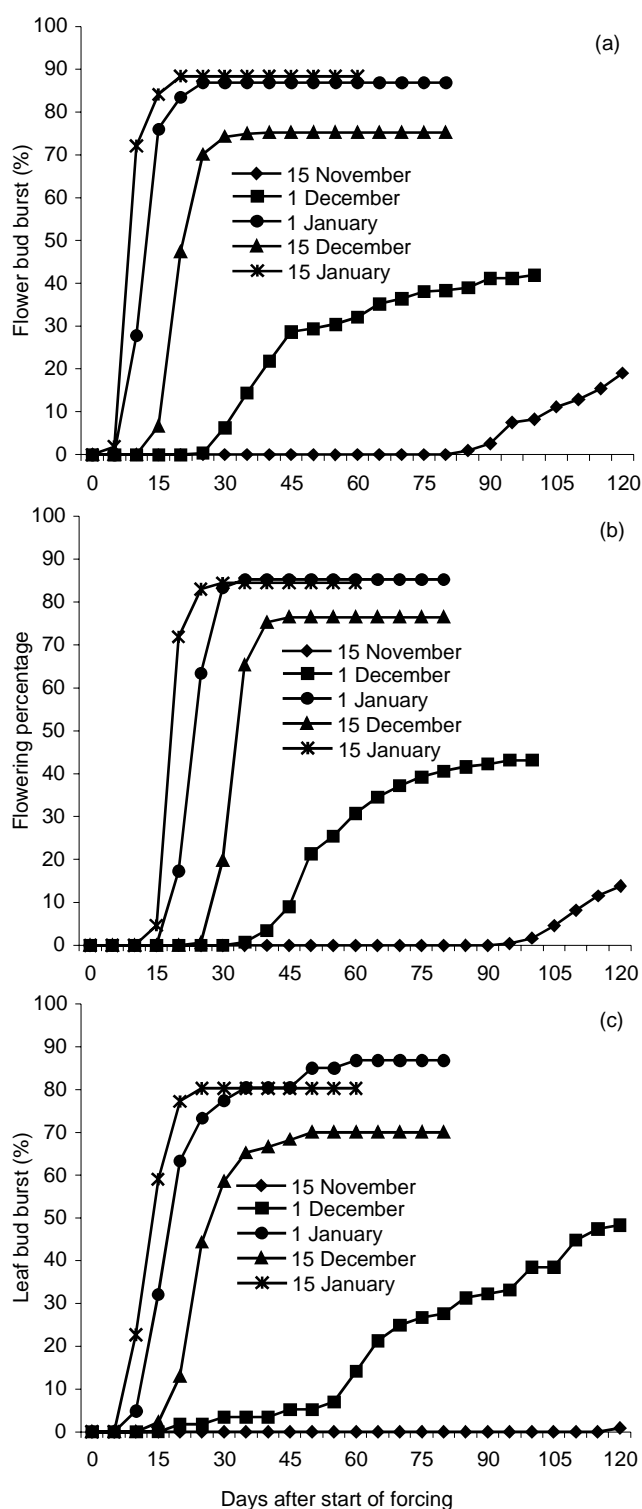 (a)
Flower bud burst (%)
100
90
80
70
60
50
40
30
20
10
0
15 November
1 December
1 January
15 December
15 January
0 15 30 45 60 75 90 105 120
(b)
Flowering percentage
100
90
80
70
60
50
40
30
20
10
0
15 November
1 December
1 January
15 December
15 January
0 15 30 45 60 75 90 105 120
(c)
Leaf bud burst (%)
100
90
80
70
60
50
40
30
20
10
0
15 November
1 December
1 January
15 December
15 January
0 15 30 45 60 75 90 105 120
Days after start of forcing